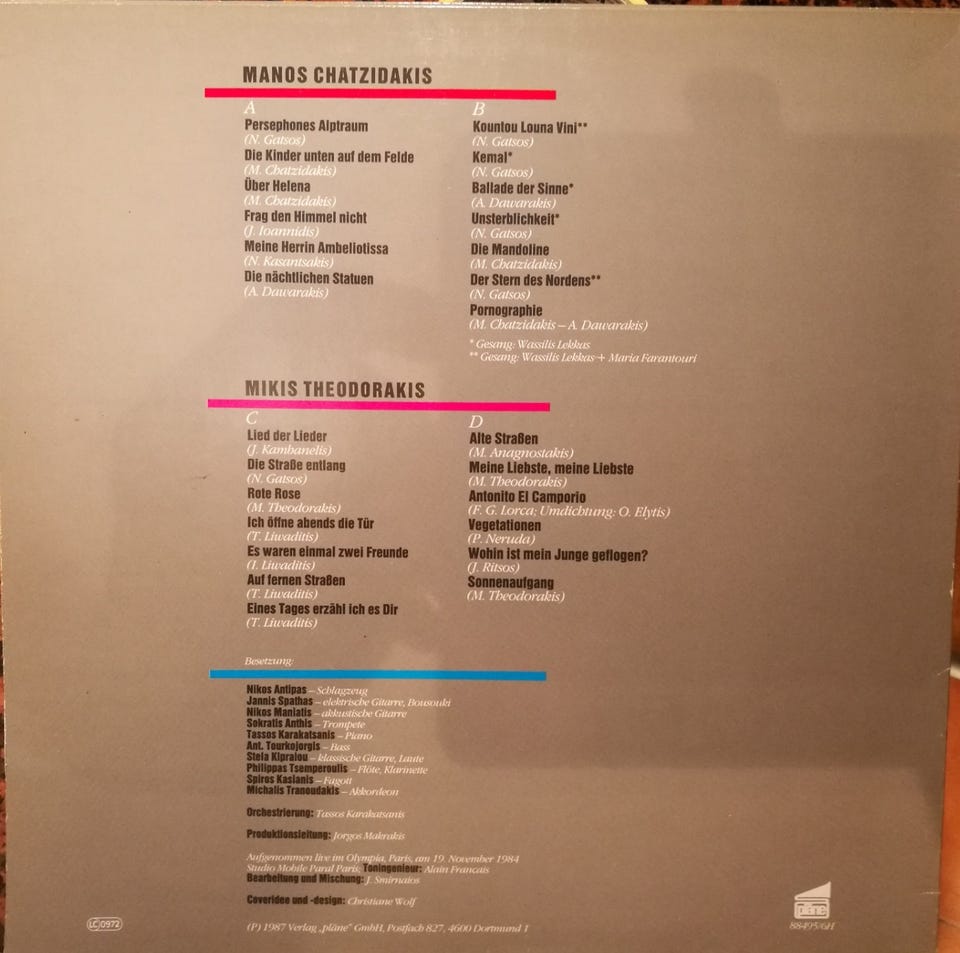 MANOS CHATZIDAKIS
A
Persephones Alptraum
(N. Gatsos)
Die Kinder unten auf dem Felde
(M. Chatzidakis)
Über Helena
(M. Chatzidakis)
Frag den Himmel nicht
(J. Ioannidis)
Meine Herrin Ambeliotissa
(N. Kasantsakis)
Die nächtlichen Statuen
(A. Dawarakis)
B
Kountou Louna Vini**
(N. Gatsos)
Kemal*
(N. Gatsos)
Ballade der Sinne*
(A. Dawarakis)
Unsterblichkeit*
(N. Gatsos)
Die Mandoline
(M. Chatzidakis)
Der Stern des Nordens**
(N. Gatsos)
Pornographie
(M. Chatzidakis – A. Dawarakis)
* Gesang: Wassilis Lekkas
** Gesang: Wassilis Lekkas + Maria Farantouri
MIKIS THEODORAKIS
C
Lied der Lieder
(J. Kambanelis)
Die Straße entlang
(N. Gatsos)
Rote Rose
(M. Theodorakis)
Ich öffne abends die Tür
(T. Liwaditis)
Es waren einmal zwei Freunde
(I. Liwaditis)
Auf fernen Straßen
(T. Liwaditis)
Eines Tages erzähl ich es Dir
(T. Liwaditis)
D
Alte Straßen
(M. Anagnostakis)
Meine Liebste, meine Liebste
(M. Theodorakis)
Antonito El Camporio
(F. G. Lorca; Umdichtung: O. Elytis)
Vegetationen
(P. Neruda)
Wohin ist mein Junge geflogen?
(J. Ritsos)
Sonnenaufgang
(M. Theodorakis)
Besetzung:
Nikos Antipas – Schlagzeug
Jannis Spathas – elektrische Gitarre, Bousouki
Nikos Maniatis – akkustische Gitarre
Sokratis Anthis – Trompete
Tassos Karakatsanis – Piano
Ant. Tourkojorgis – Bass
Stela Kipraiou – klassische Gitarre, Laute
Philippas Tsemperoulis – Flöte, Klarinette
Spiros Kasianis – Fagott
Michalis Tranoudakis – Akkordeon
Orchestrierung: Tassos Karakatsanis
Produktionsleitung: Jorgos Makrakis
Aufgenommen live im Olympia, Paris, am 19. November 1984
Studio Mobile Paral Paris; Toningenieur: Alain Francais
Bearbeitung und Mischung: J. Smirnaios
Coveridee und -design: Christiane Wolf
(P) 1987 Verlag „pläne" GmbH, Postfach 827, 4600 Dortmund 1
LC 0972
pläne
88495/6H